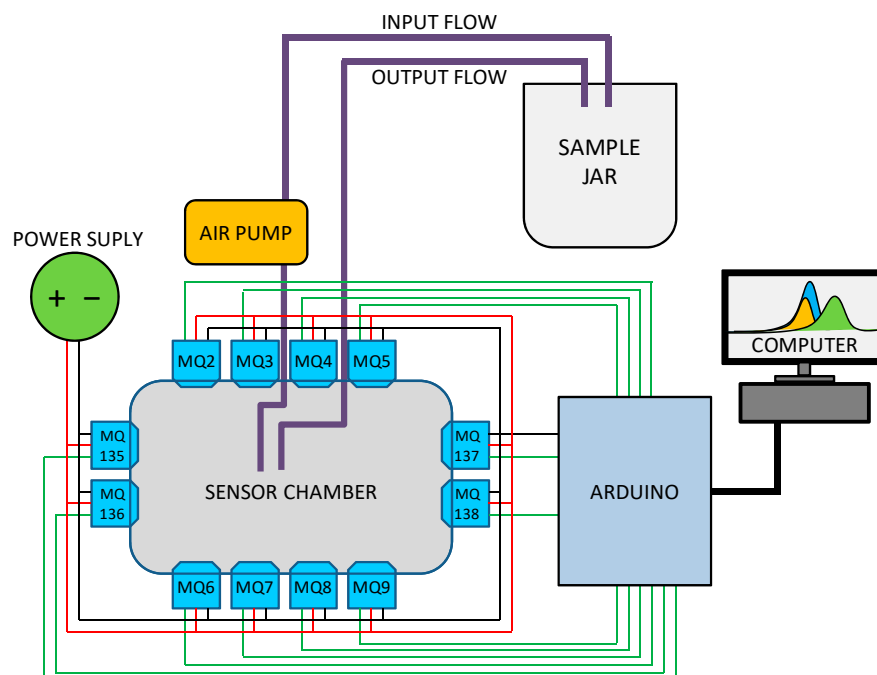 INPUT FLOW
OUTPUT FLOW
SAMPLE
JAR
AIR PUMP
POWER SUPLY
+ −
COMPUTER
MQ2
MQ3
MQ4
MQ5
MQ
135
MQ
136
MQ
137
MQ
138
SENSOR CHAMBER
ARDUINO
MQ6
MQ7
MQ8
MQ9